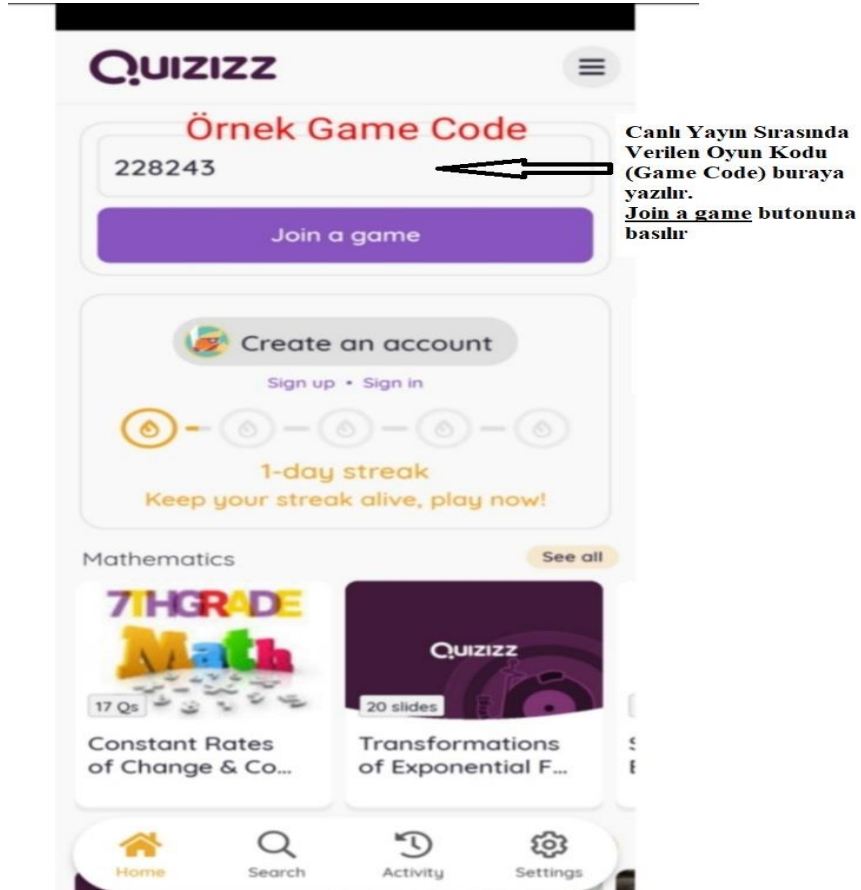 QUIZIZZ
Örnek Game Code
228243
Canlı Yayın Sırasında
Verilen Oyun Kodu
(Game Code) buraya
yazılır.
Join a game butonuna
basılır
Join a game
Create an account
Sign up • Sign in
1-day streak
Keep your streak alive, play now!
Mathematics
See all
7THGRADE
Math
17 Qs
Constant Rates
of Change & Co...
QUIZIZZ
20 slides
Transformations
of Exponential F...
Home
Search
Activity
Settings